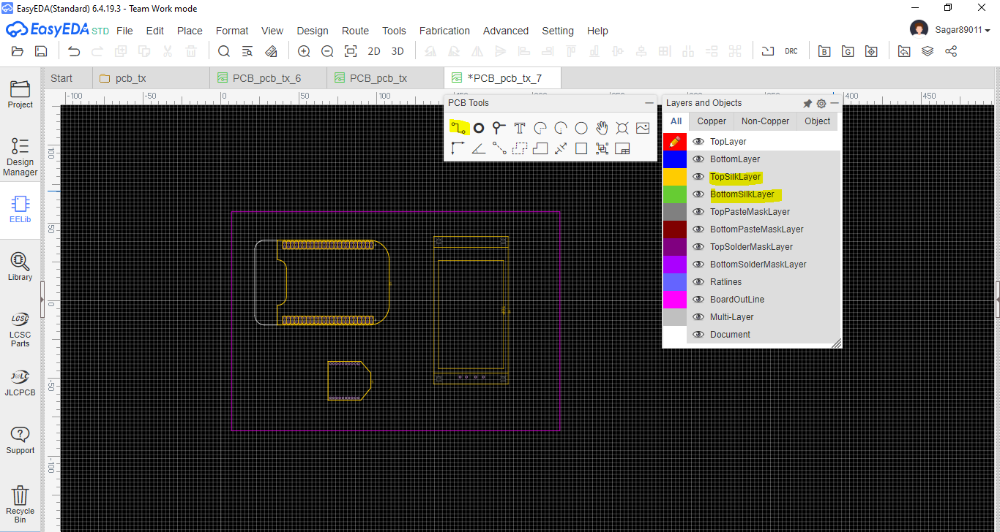 EasyEDA(Standard) 6.4.19.3 - Team Work mode
EasyEDA STD File Edit Place Format View Design Route Tools Fabrication Advanced Setting Help Sagar89011
2D 3D DRC B G
Start pcb_tx PCB_pcb_tx_6 PCB_pcb_tx *PCB_pcb_tx_7
-100 -50 0 50 100 150 200 250 300 350 400 450
PCB Tools
T
Layers and Objects
All Copper Non-Copper Object
TopLayer
BottomLayer
TopSilkLayer
BottomSilkLayer
TopPasteMaskLayer
BottomPasteMaskLayer
TopSolderMaskLayer
BottomSolderMaskLayer
Ratlines
BoardOutLine
Multi-Layer
Document
Project
Design
Manager
EELib
Library
LCSC
LCSC
Parts
J@LC
JLCPCB
Support
Recycle
Bin
100
50
0
-50
-100